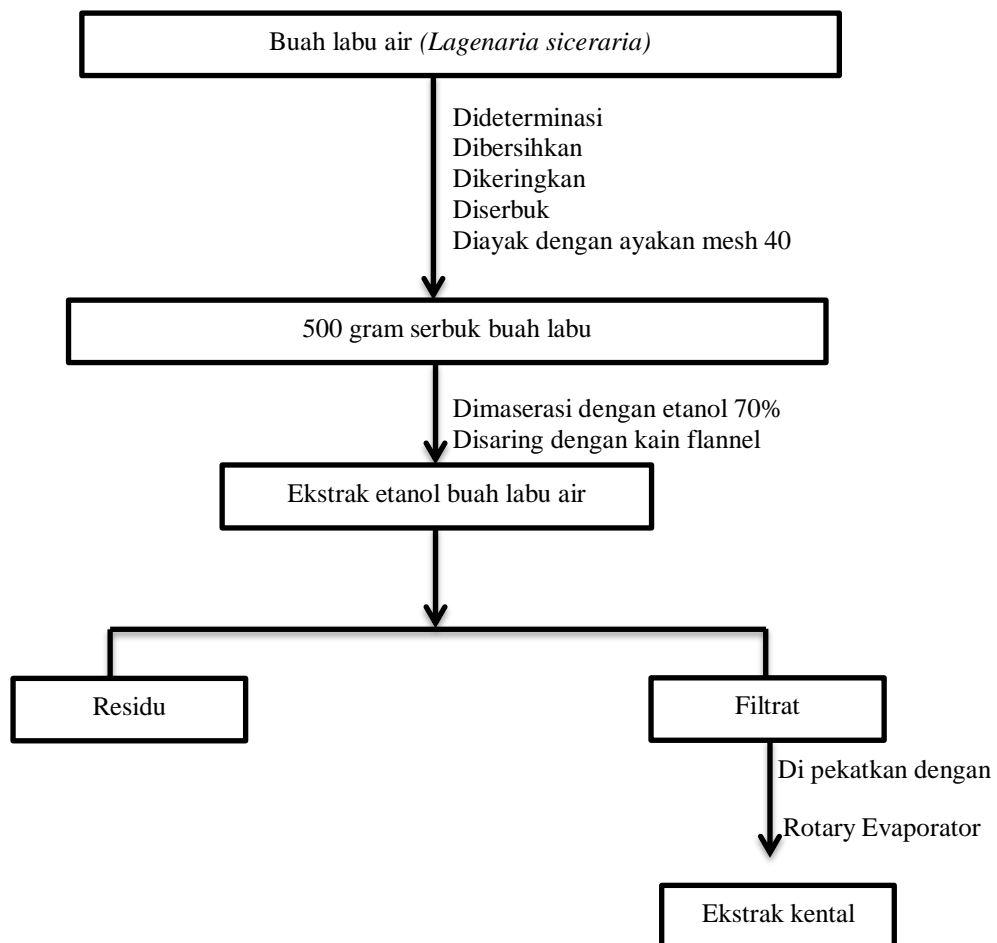 Buah labu air (Lagenaria siceraria)
Dideterminasi
Dibersihkan
Dikeringkan
Diserbuk
Diayak dengan ayakan mesh 40
500 gram serbuk buah labu
Dimaserasi dengan etanol 70%
Disaring dengan kain flannel
Ekstrak etanol buah labu air
Residu
Filtrat
Di pekatkan dengan
Rotary Evaporator
Ekstrak kental